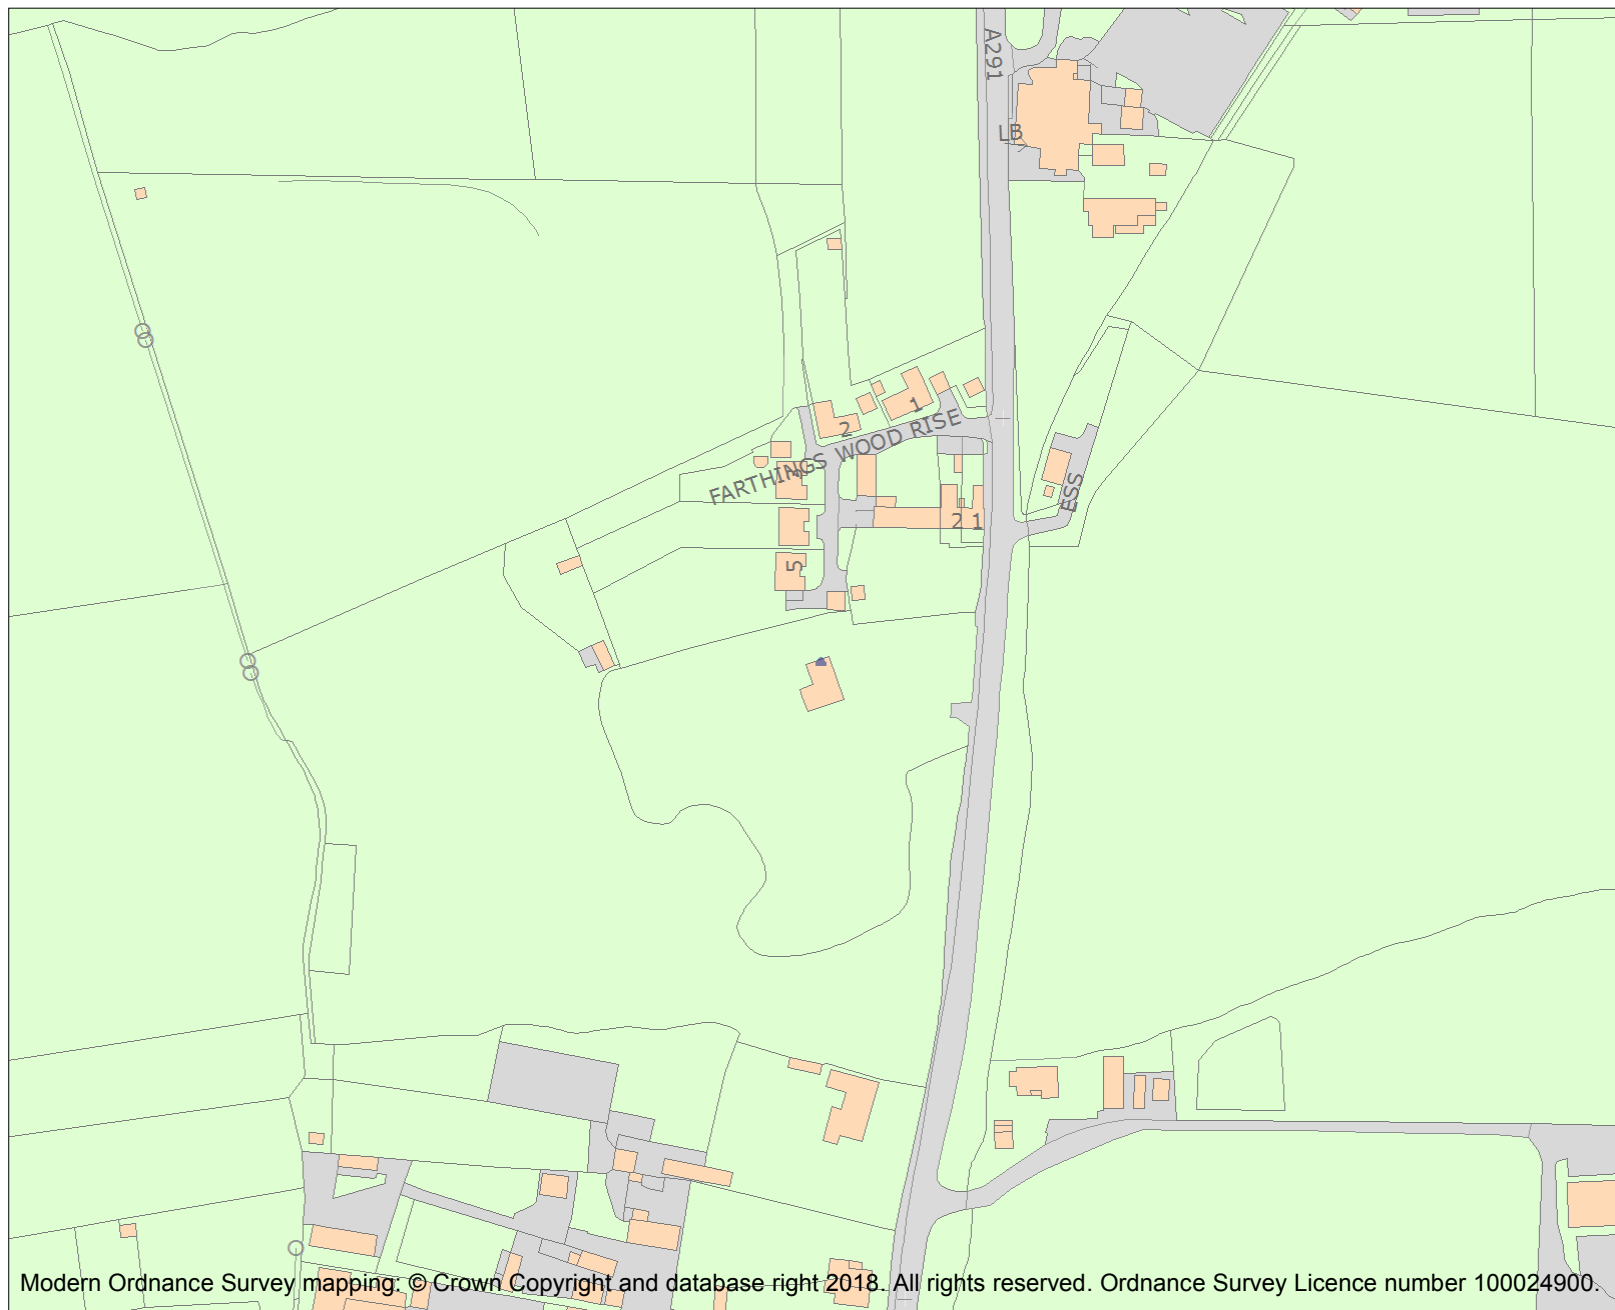 A291
LB
1
2
FARTHINGS WOOD RISE
ESS
2 1
5
Modern Ordnance Survey mapping: © Crown Copyright and database right 2018. All rights reserved. Ordnance Survey Licence number 100024900.